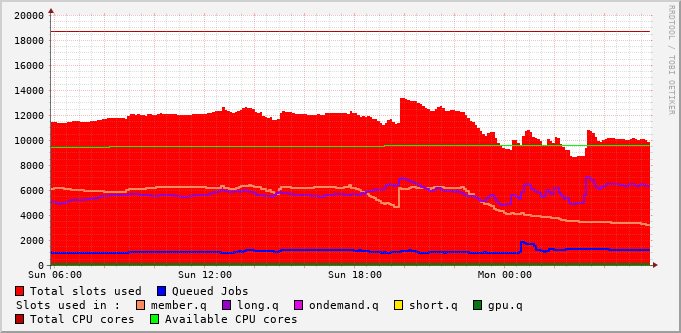 RRDTOOL / TOBI OETIKER
20000
18000
16000
14000
12000
10000
8000
6000
4000
2000
0
Sun 06:00 Sun 12:00 Sun 18:00 Mon 00:00
Total slots used Queued Jobs
Slots used in : member.q long.q ondemand.q short.q gpu.q
Total CPU cores Available CPU cores